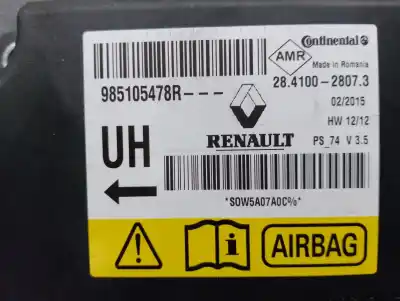 Continental
AMR
Made in Romania
985105478R---
28.4100-2807.3
02/2015
HW 12/12
UH
RENAULT
PS_74 V 3.5
*S0W5A07A0C%*
i
AIRBAG